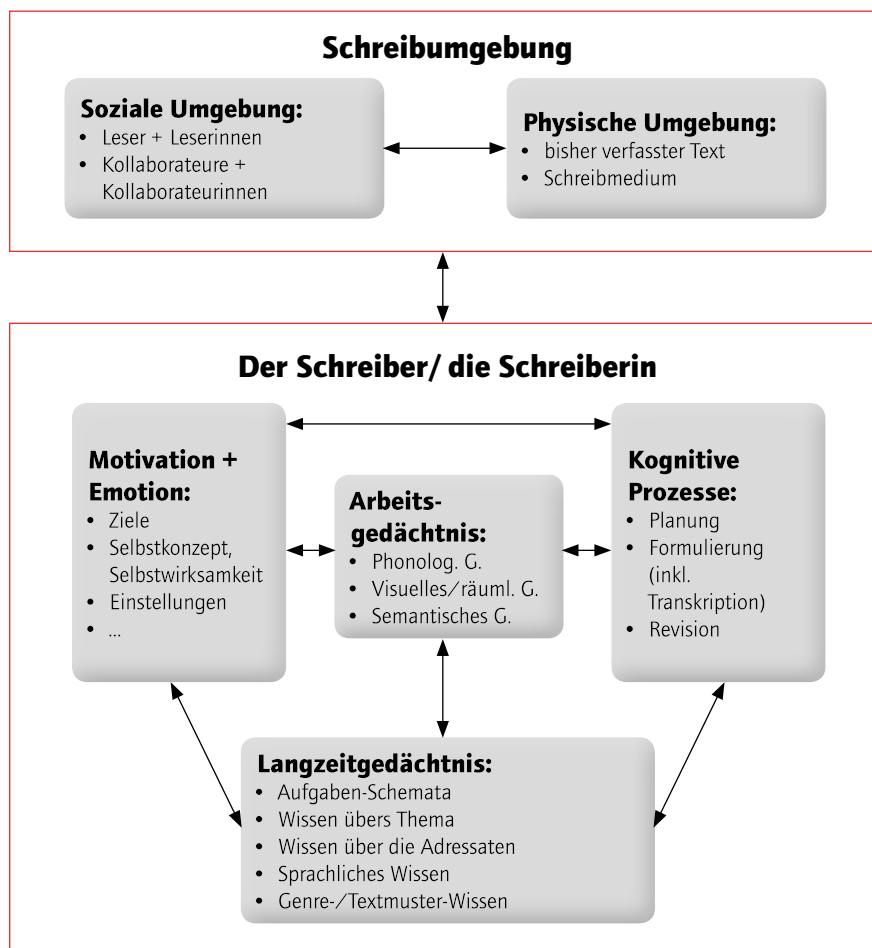 Schreibumgebung
Soziale Umgebung:
• Leser + Leserinnen
• Kollaborateure +
Kollaborateurinnen
Physische Umgebung:
• bisher verfasster Text
• Schreibmedium
Der Schreiber/ die Schreiberin
Motivation +
Emotion:
• Ziele
• Selbstkonzept,
Selbstwirksamkeit
• Einstellungen
• ...
Arbeits-
gedächtnis:
• Phonolog. G.
• Visuelles/räuml. G.
• Semantisches G.
Kognitive
Prozesse:
• Planung
• Formulierung
(inkl.
Transkription)
• Revision
Langzeitgedächtnis:
• Aufgaben-Schemata
• Wissen übers Thema
• Wissen über die Adressaten
• Sprachliches Wissen
• Genre-/Textmuster-Wissen